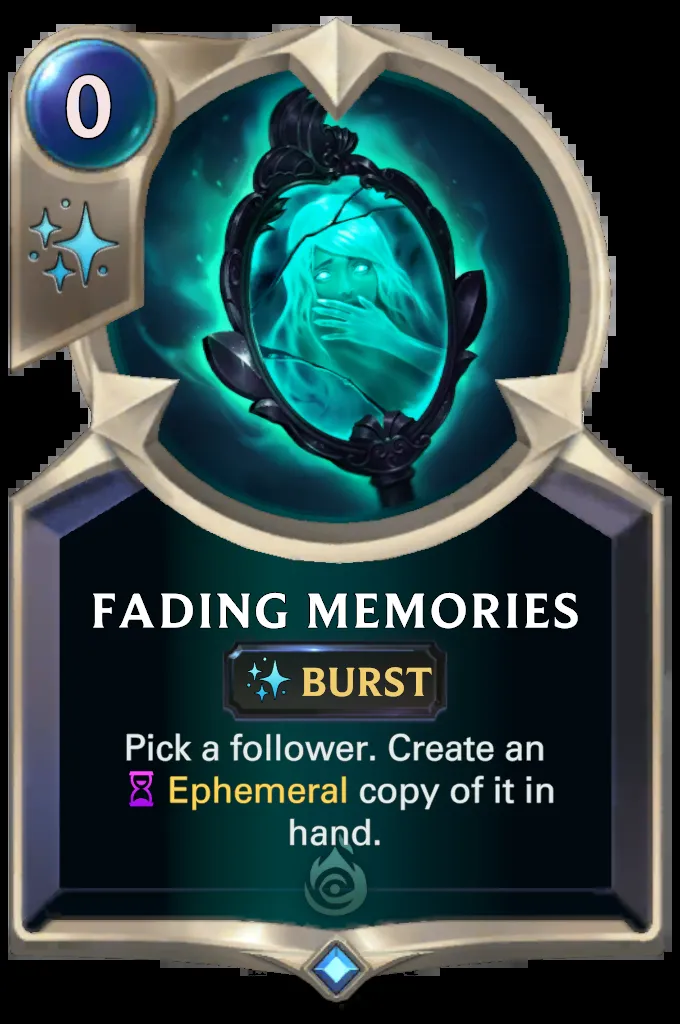 0
FADING MEMORIES
BURST
Pick a follower. Create an
Ephemeral copy of it in
hand.